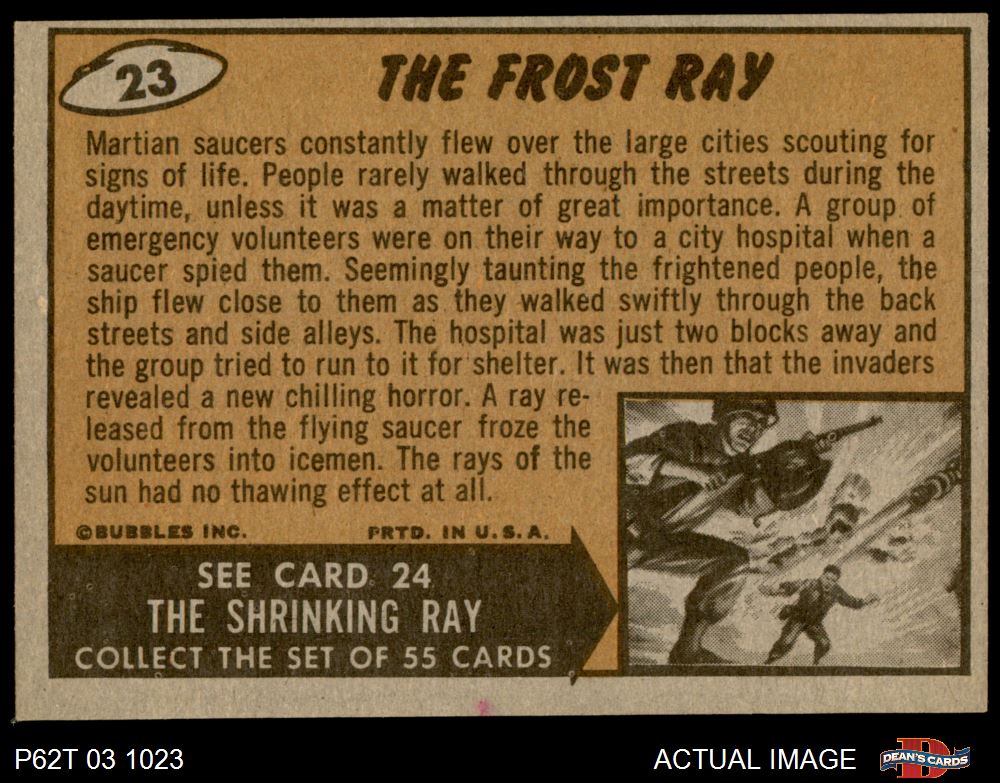 23
THE FROST RAY
Martian saucers constantly flew over the large cities scouting for
signs of life. People rarely walked through the streets during the
daytime, unless it was a matter of great importance. A group of
emergency volunteers were on their way to a city hospital when a
saucer spied them. Seemingly taunting the frightened people, the
ship flew close to them as they walked swiftly through the back
streets and side alleys. The hospital was just two blocks away and
the group tried to run to it for shelter. It was then that the invaders
revealed a new chilling horror. A ray re-
leased from the flying saucer froze the
volunteers into icemen. The rays of the
sun had no thawing effect at all.
©BUBBLES INC. PRTD. IN U.S.A.
SEE CARD 24
THE SHRINKING RAY
COLLECT THE SET OF 55 CARDS
P62T 03 1023 ACTUAL IMAGE DEAN'S CARDS